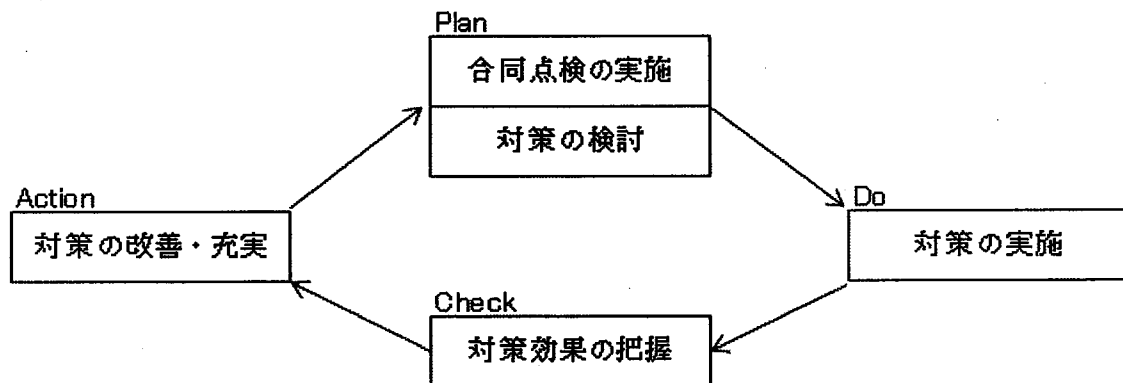 Plan
合同点検の実施
対策の検討
Action
対策の改善・充実
Do
対策の実施
Check
対策効果の把握